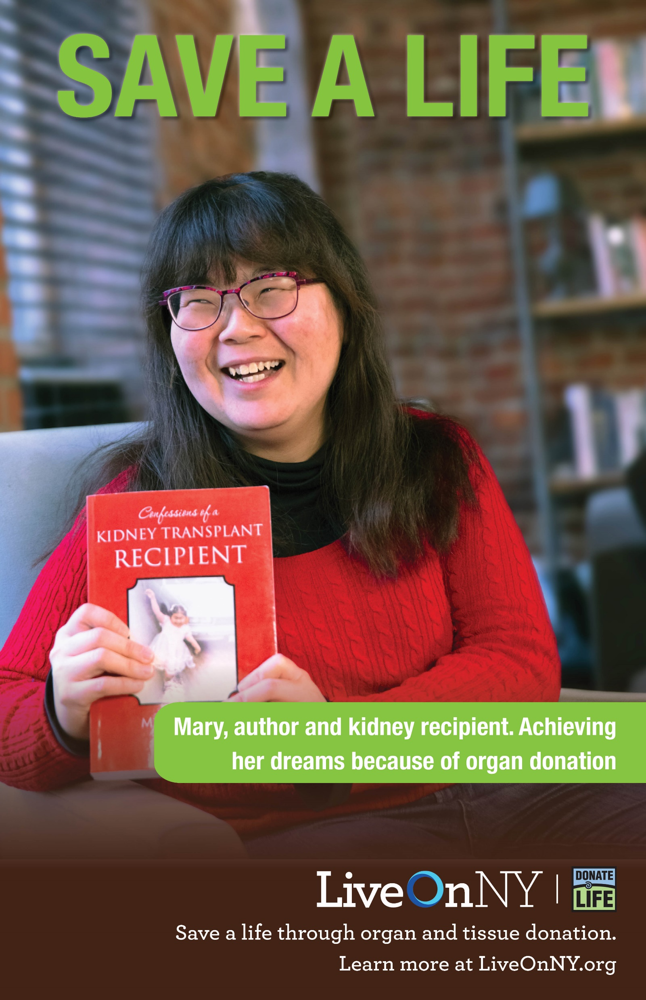 SAVE A LIFE
Confessions of a
KIDNEY TRANSPLANT
RECIPIENT
Mary, author and kidney recipient. Achieving
her dreams because of organ donation
LiveOnNY
DONATE
LIFE
Save a life through organ and tissue donation.
Learn more at LiveOnNY.org